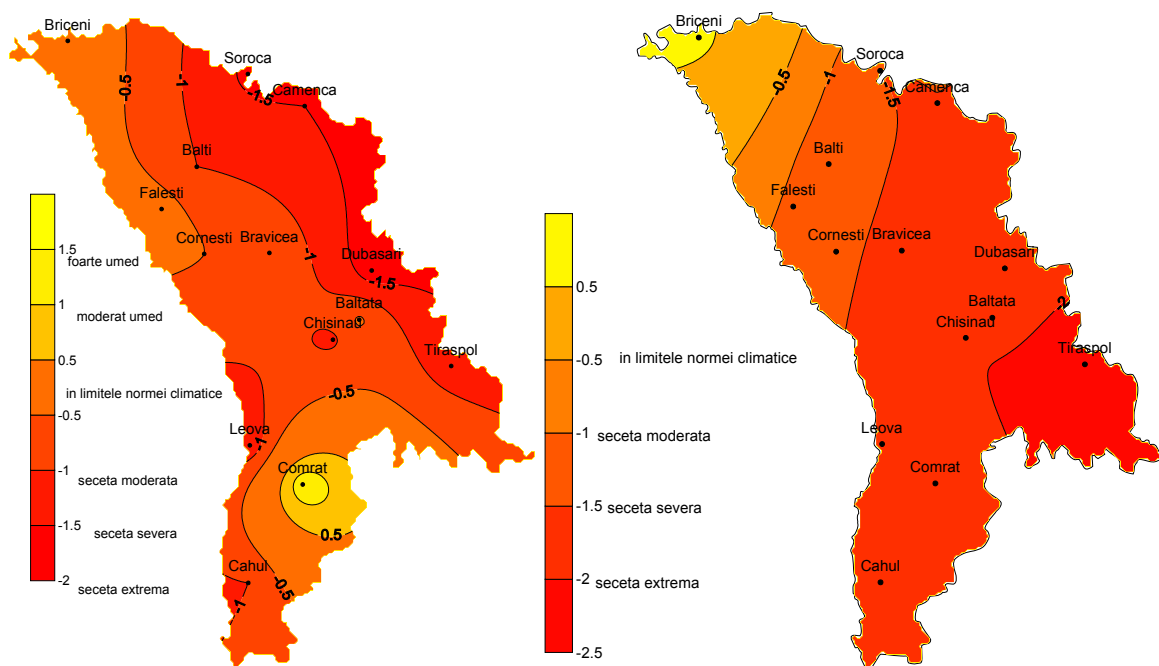 Briceni
-0.5
-1
Soroca
-1.5
Camenca
Balti
Falesti
Cornesti
Bravicea
-1
Dubasari
-1.5
Baltata
Chisinau
Tiraspol
-0.5
Leova
-1
Comrat
0.5
Cahul
-0.5
-1
1.5
foarte umed
1
moderat umed
0.5
in limitele normei climatice
-0.5
-1
seceta moderata
-1.5
seceta severa
-2
seceta extrema
Briceni
-0.5
-1
Soroca
-1.5
Camenca
Balti
Falesti
Cornesti
Bravicea
Dubasari
Baltata
-2
Chisinau
Tiraspol
Leova
Comrat
Cahul
0.5
-0.5
in limitele normei climatice
-1
seceta moderata
-1.5
seceta severa
-2
seceta extrema
-2.5